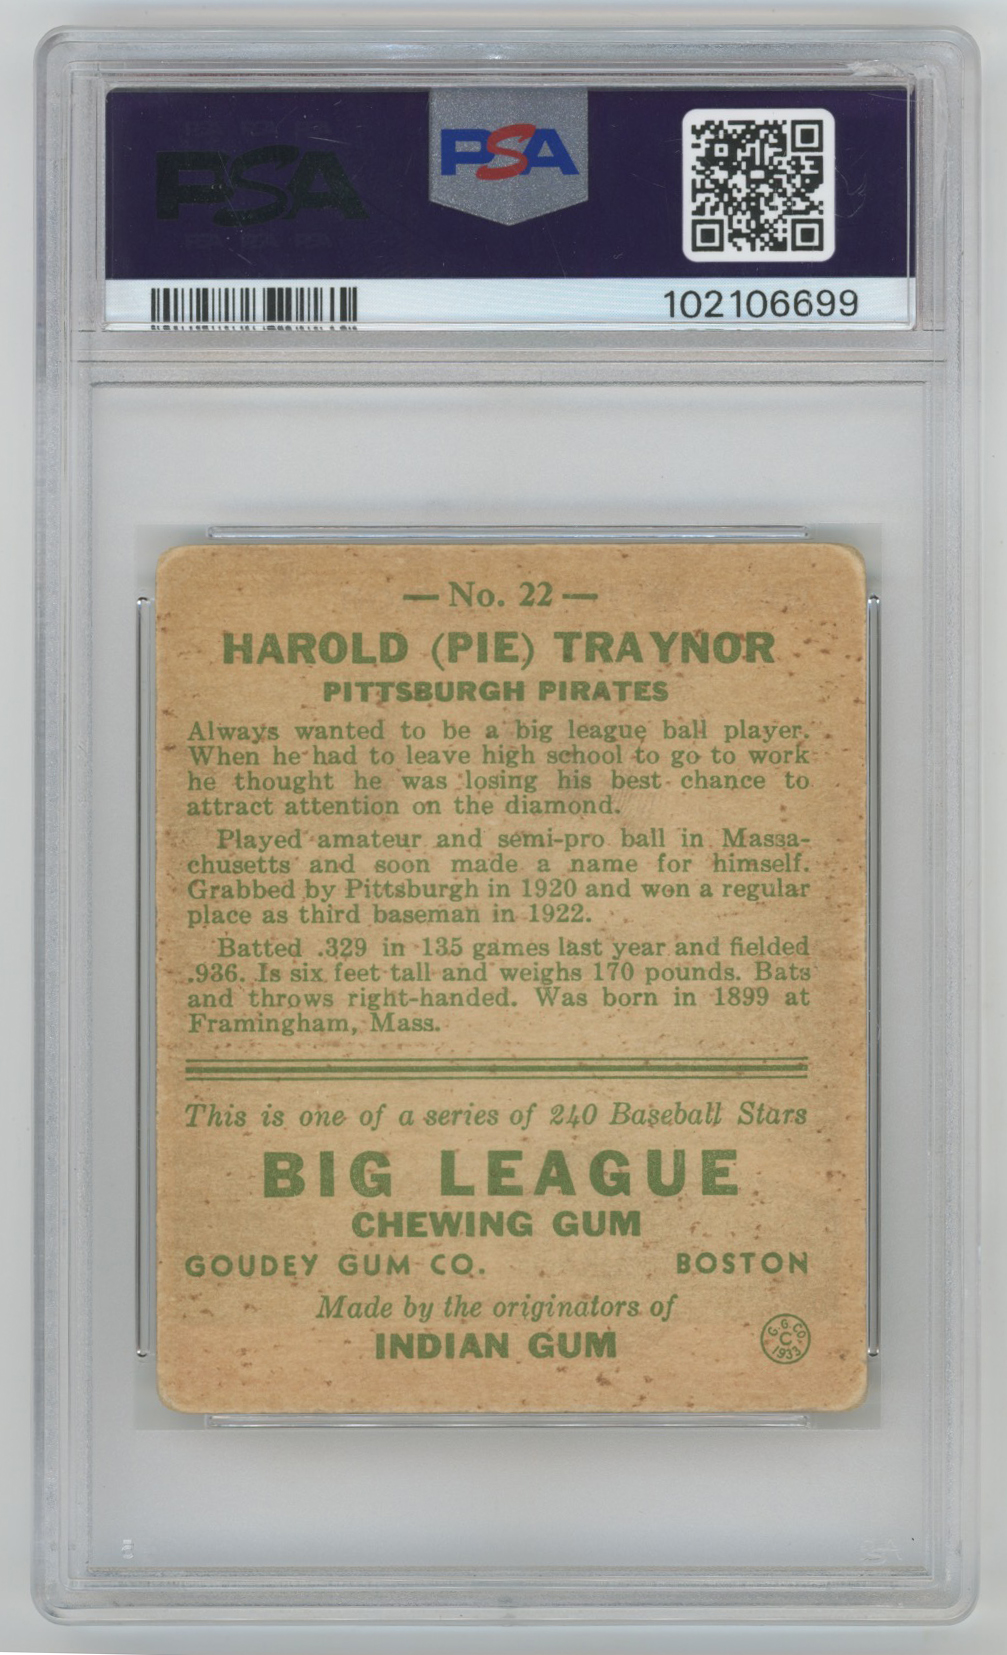 PSA
PSA
102106699
— No. 22 —
HAROLD (PIE) TRAYNOR
PITTSBURGH PIRATES
Always wanted to be a big league ball player.
When he had to leave high school to go to work
he thought he was losing his best chance to
attract attention on the diamond.
Played amateur and semi-pro ball in Massa-
chusetts and soon made a name for himself.
Grabbed by Pittsburgh in 1920 and won a regular
place as third baseman in 1922.
Batted .329 in 135 games last year and fielded
.936. Is six feet tall and weighs 170 pounds. Bats
and throws right-handed. Was born in 1899 at
Framingham, Mass.
This is one of a series of 240 Baseball Stars
BIG LEAGUE
CHEWING GUM
GOUDEY GUM CO. BOSTON
Made by the originators of
INDIAN GUM
G. G. CO.
C
1933